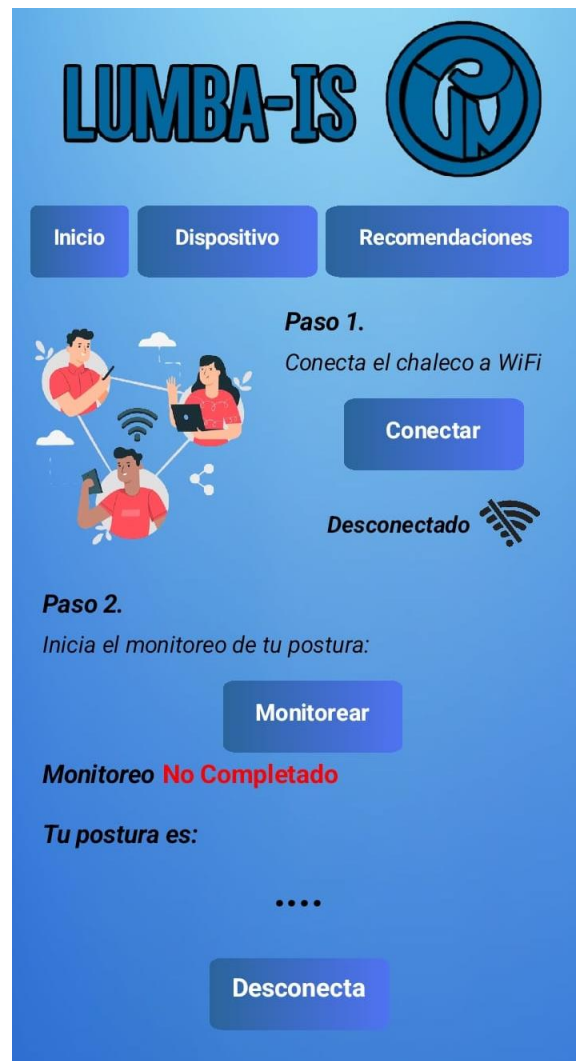 LUMBA-IS
Inicio Dispositivo Recomendaciones
Paso 1.
Conecta el chaleco a WiFi
Conectar
Desconectado
Paso 2.
Inicia el monitoreo de tu postura:
Monitorear
Monitoreo No Completado
Tu postura es:
....
Desconecta